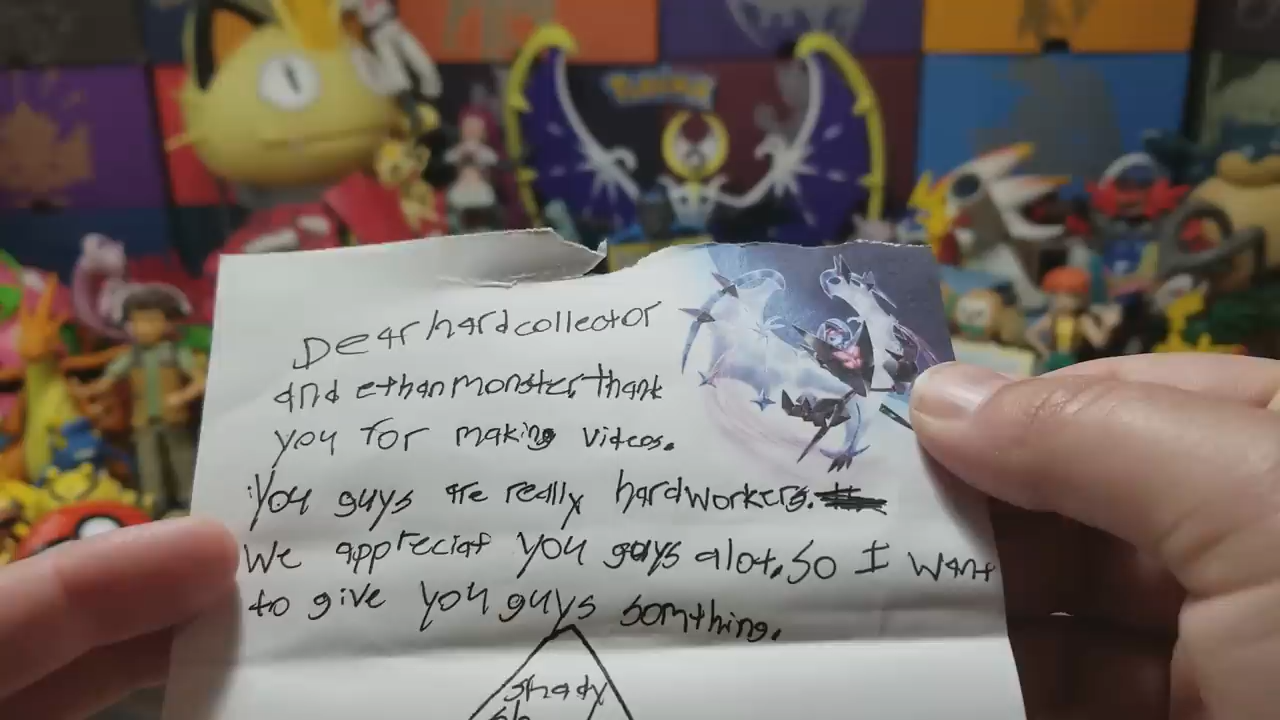 POKÉMON
Dear hardcollector
and ethanmonster, thank
you for making videos.
You guys are really hardworkers.
We appreciat you guys alot. So I want
to give you guys somthing.
Shady